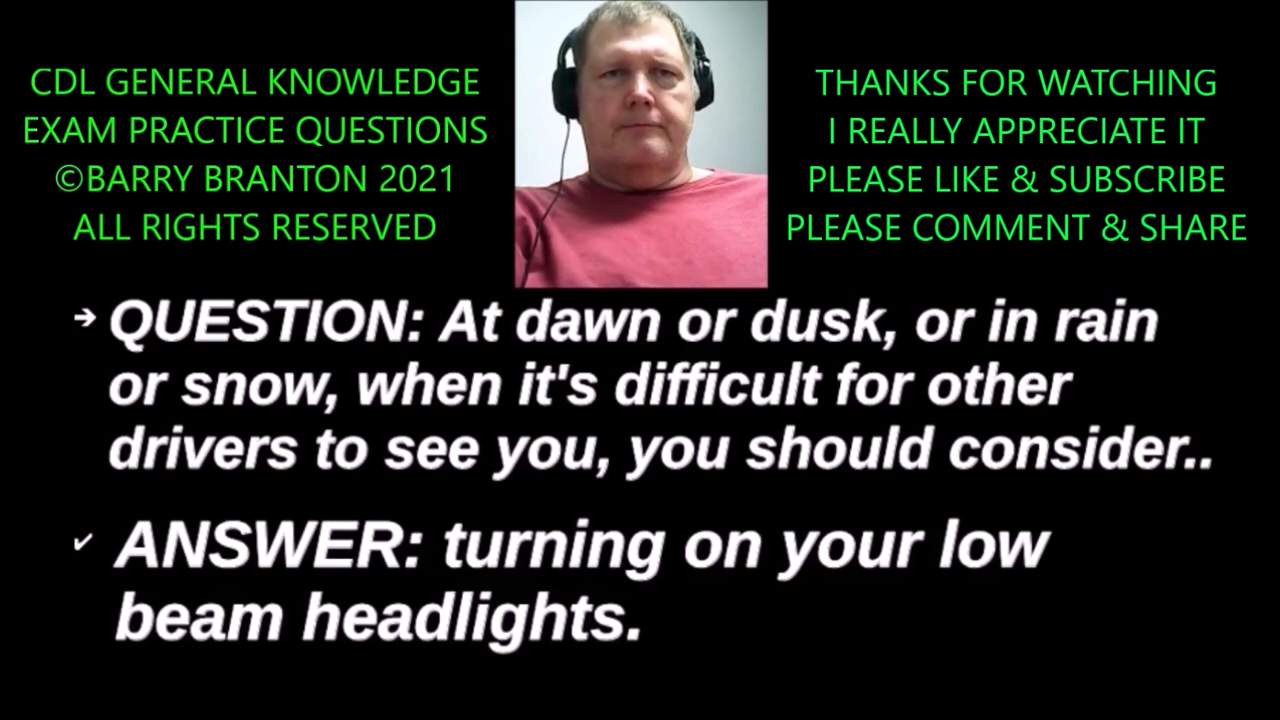 CDL GENERAL KNOWLEDGE
EXAM PRACTICE QUESTIONS
©BARRY BRANTON 2021
ALL RIGHTS RESERVED
THANKS FOR WATCHING
I REALLY APPRECIATE IT
PLEASE LIKE & SUBSCRIBE
PLEASE COMMENT & SHARE
➔ QUESTION: At dawn or dusk, or in rain
or snow, when it's difficult for other
drivers to see you, you should consider..
✔ ANSWER: turning on your low
beam headlights.